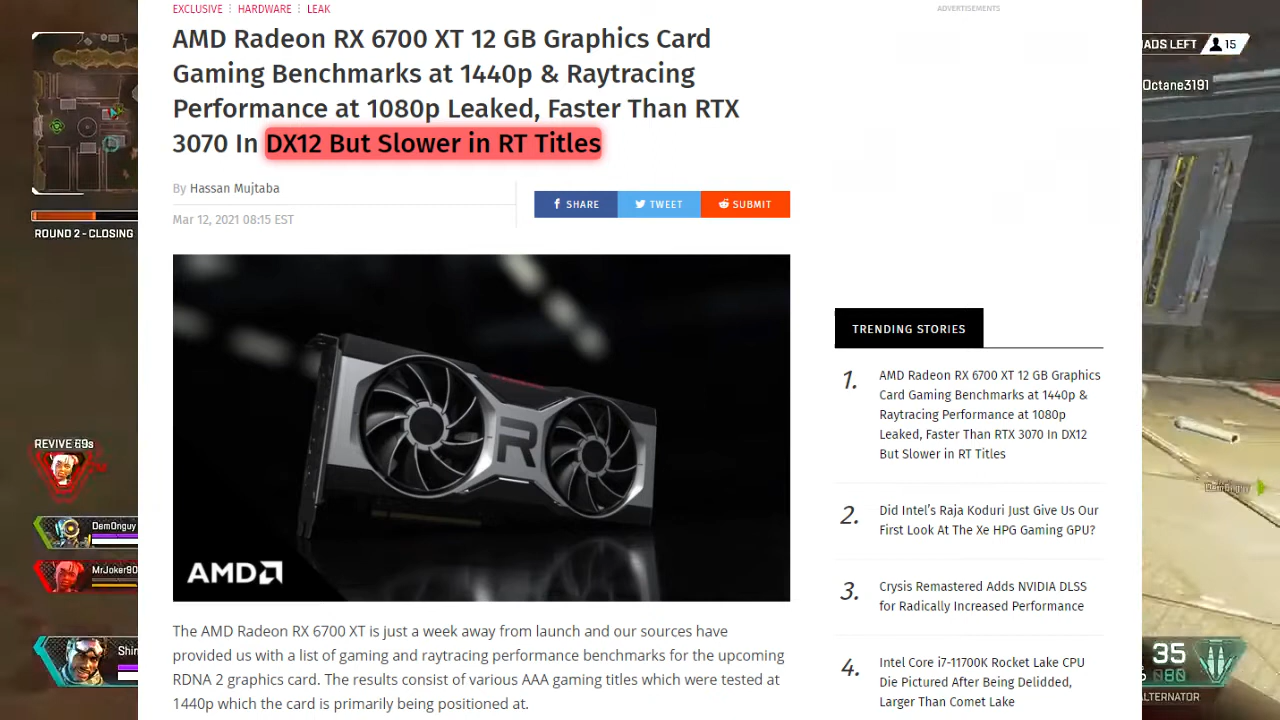 EXCLUSIVE HARDWARE LEAK
AMD Radeon RX 6700 XT 12 GB Graphics Card
Gaming Benchmarks at 1440p & Raytracing
Performance at 1080p Leaked, Faster Than RTX
3070 In DX12 But Slower in RT Titles
By Hassan Mujtaba
Mar 12, 2021 08:15 EST
SHARE
TWEET
SUBMIT
AMD
The AMD Radeon RX 6700 XT is just a week away from launch and our sources have
provided us with a list of gaming and raytracing performance benchmarks for the upcoming
RDNA 2 graphics card. The results consist of various AAA gaming titles which were tested at
1440p which the card is primarily being positioned at.
ADVERTISEMENTS
TRENDING STORIES
1.
AMD Radeon RX 6700 XT 12 GB Graphics
Card Gaming Benchmarks at 1440p &
Raytracing Performance at 1080p
Leaked, Faster Than RTX 3070 In DX12
But Slower in RT Titles
2.
Did Intel's Raja Koduri Just Give Us Our
First Look At The Xe HPG Gaming GPU?
3.
Crysis Remastered Adds NVIDIA DLSS
for Radically Increased Performance
4.
Intel Core i7-11700K Rocket Lake CPU
Die Pictured After Being Delidded,
Larger Than Comet Lake
ROUND 2 - CLOSING
REVIVE 69s
Dem0nguy
MrJoker90
Shin
ADS LEFT 15
Octane3191
Dem0nguy
35
080
ALTERNATOR